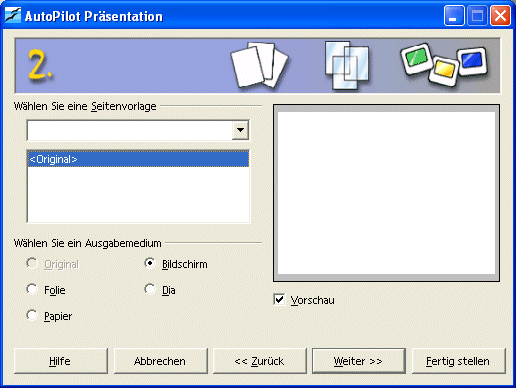 AutoPilot Präsentation
2.
Wählen Sie eine Seitenvorlage
<Original>
Wählen Sie ein Ausgabemedium
Original
Bildschirm
Folie
Dia
Papier
Vorschau
Hilfe
Abbrechen
<< Zurück
Weiter >>
Fertig stellen